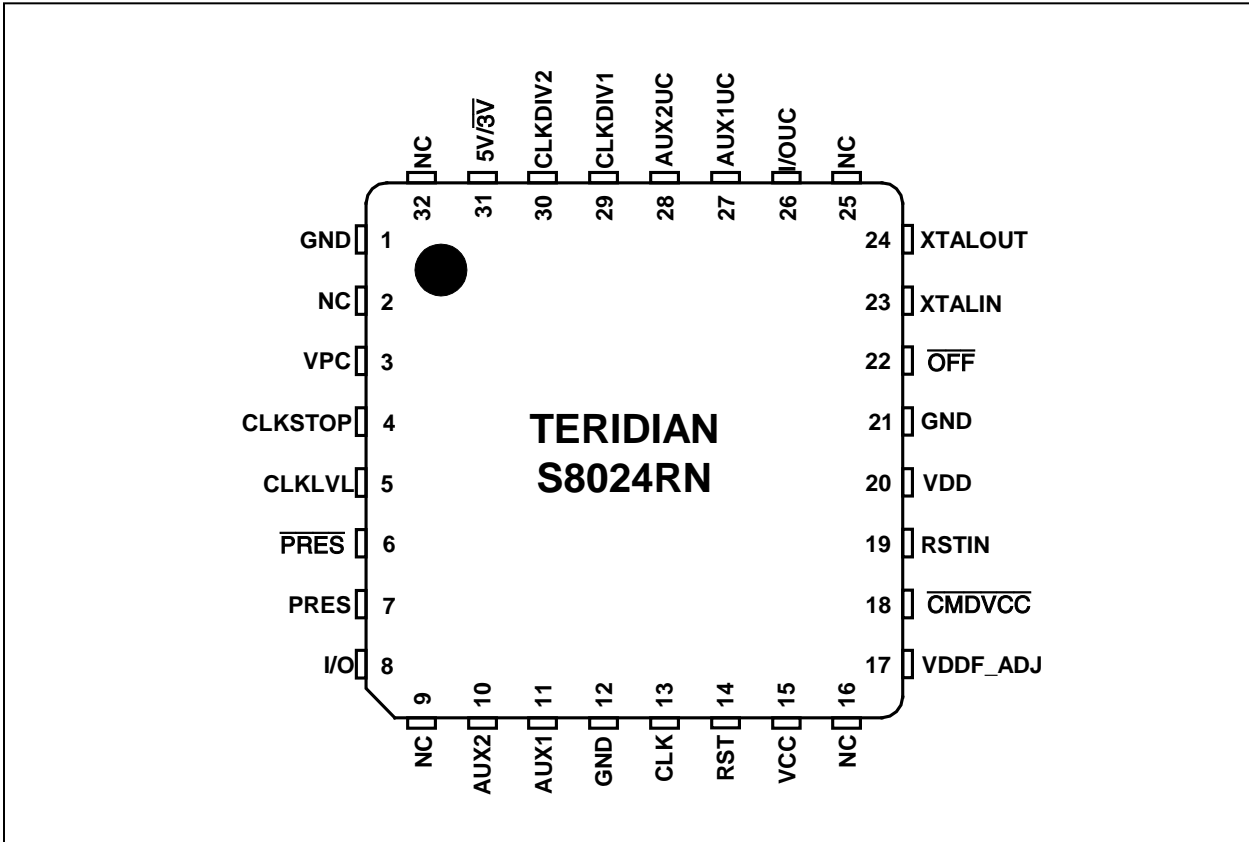 NC
5V/3V
CLKDIV2
CLKDIV1
AUX2UC
AUX1UC
I/OUC
NC
32
31
30
29
28
27
26
25
GND 1
NC 2
VPC 3
CLKSTOP 4
CLKLVL 5
PRES 6
PRES 7
I/O 8
TERIDIAN
S8024RN
24 XTALOUT
23 XTALIN
22 OFF
21 GND
20 VDD
19 RSTIN
18 CMDVCC
17 VDDF_ADJ
9
10
11
12
13
14
15
16
NC
AUX2
AUX1
GND
CLK
RST
VCC
NC